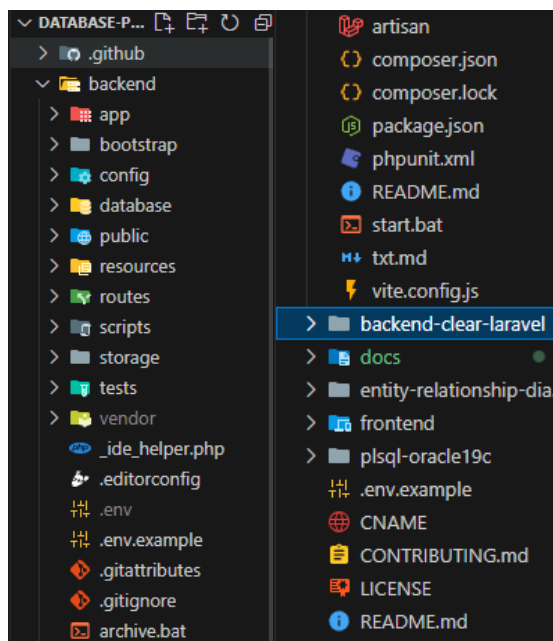 DATABASE-P...
.github
backend
app
bootstrap
config
database
public
resources
routes
scripts
storage
tests
vendor
_ide_helper.php
.editorconfig
.env
.env.example
.gitattributes
.gitignore
archive.bat
artisan
composer.json
composer.lock
package.json
phpunit.xml
README.md
start.bat
txt.md
vite.config.js
backend-clear-laravel
docs
entity-relationship-dia
frontend
plsql-oracle19c
.env.example
CNAME
CONTRIBUTING.md
LICENSE
README.md